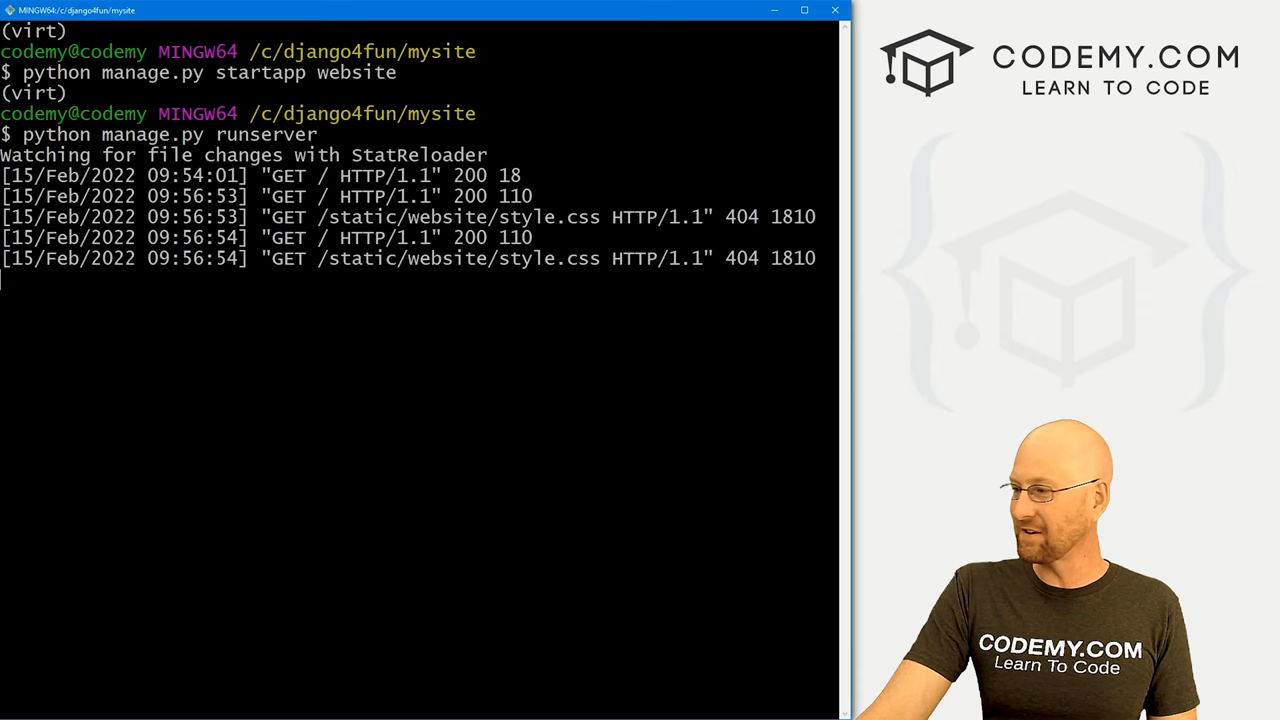 MINGW64:/c/django4fun/mysite
(virt)
codemy@codemy MINGW64 /c/django4fun/mysite
$ python manage.py startapp website
(virt)
codemy@codemy MINGW64 /c/django4fun/mysite
$ python manage.py runserver
Watching for file changes with StatReloader
[15/Feb/2022 09:54:01] "GET / HTTP/1.1" 200 18
[15/Feb/2022 09:56:53] "GET / HTTP/1.1" 200 110
[15/Feb/2022 09:56:53] "GET /static/website/style.css HTTP/1.1" 404 1810
[15/Feb/2022 09:56:54] "GET / HTTP/1.1" 200 110
[15/Feb/2022 09:56:54] "GET /static/website/style.css HTTP/1.1" 404 1810
CODEMY.COM
LEARN TO CODE
CODEMY.COM
Learn To Code